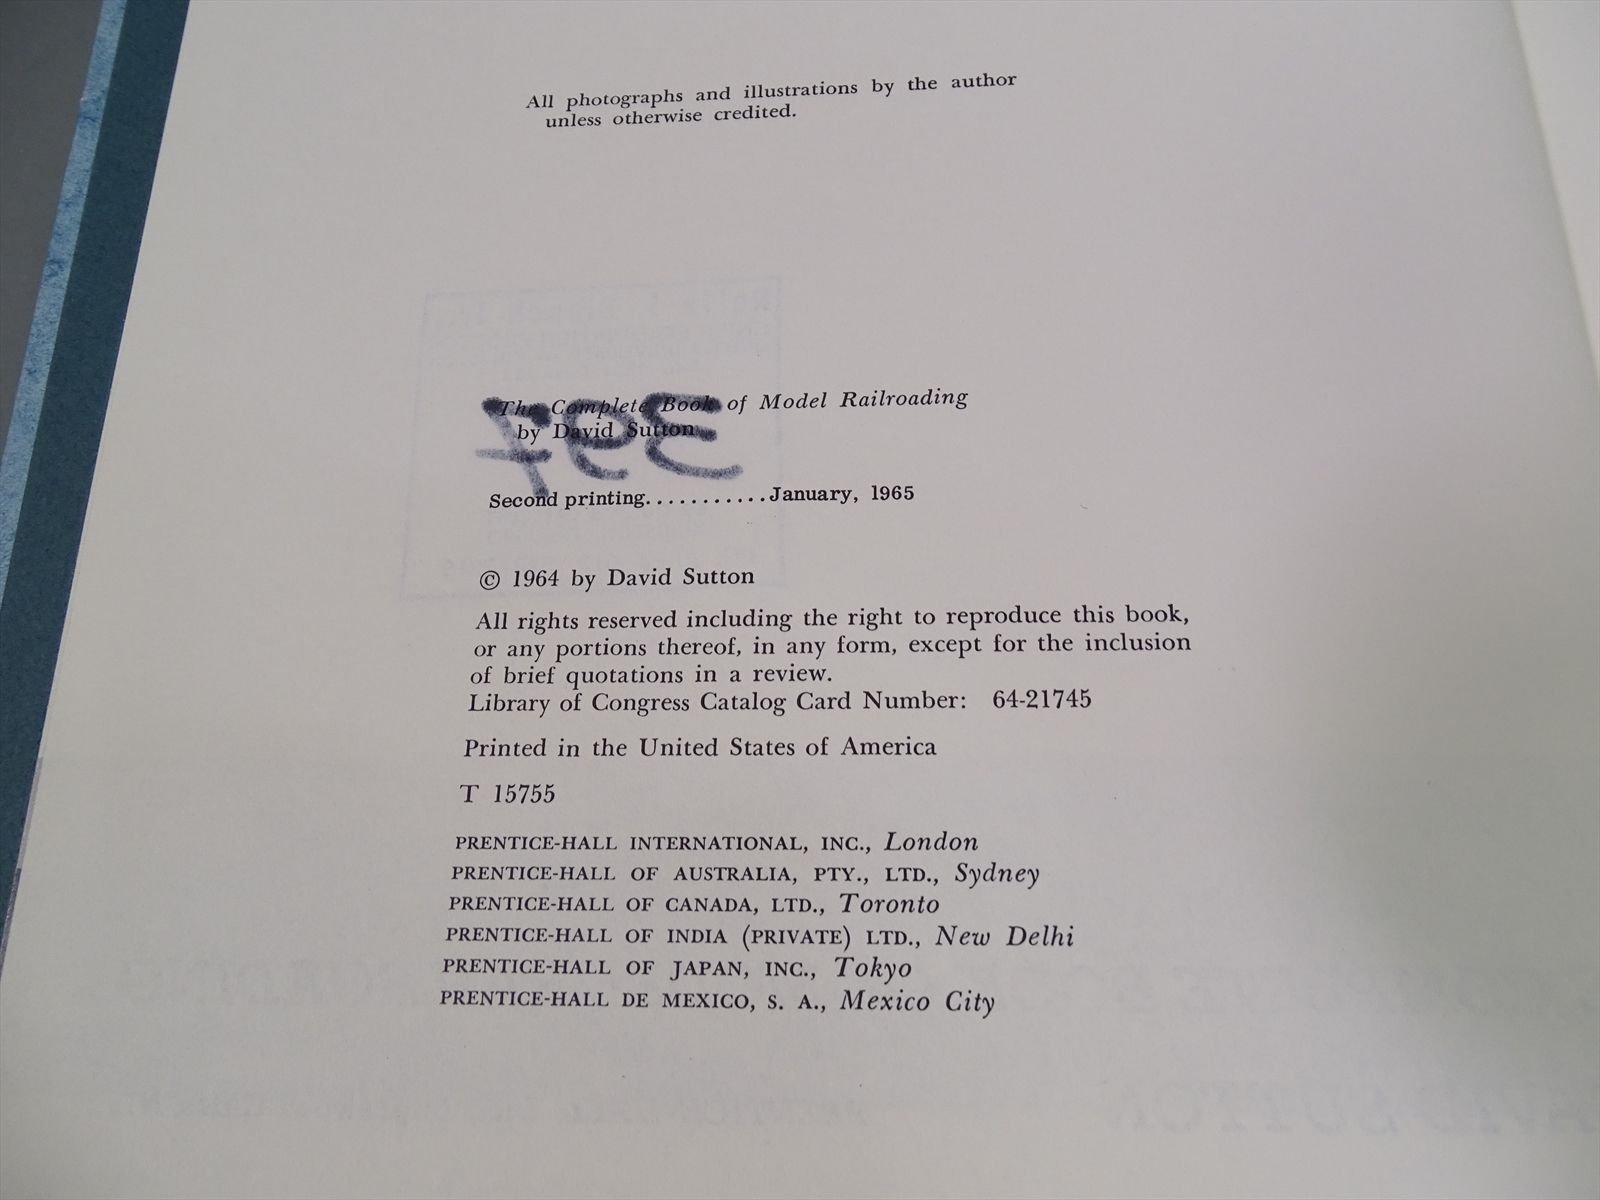 All photographs and illustrations by the author
unless otherwise credited.
The Complete Book of Model Railroading
by David Sutton
Second printing...........January, 1965
© 1964 by David Sutton
All rights reserved including the right to reproduce this book,
or any portions thereof, in any form, except for the inclusion
of brief quotations in a review.
Library of Congress Catalog Card Number: 64-21745
Printed in the United States of America
T 15755
PRENTICE-HALL INTERNATIONAL, INC., London
PRENTICE-HALL OF AUSTRALIA, PTY., LTD., Sydney
PRENTICE-HALL OF CANADA, LTD., Toronto
PRENTICE-HALL OF INDIA (PRIVATE) LTD., New Delhi
PRENTICE-HALL OF JAPAN, INC., Tokyo
PRENTICE-HALL DE MEXICO, S. A., Mexico City